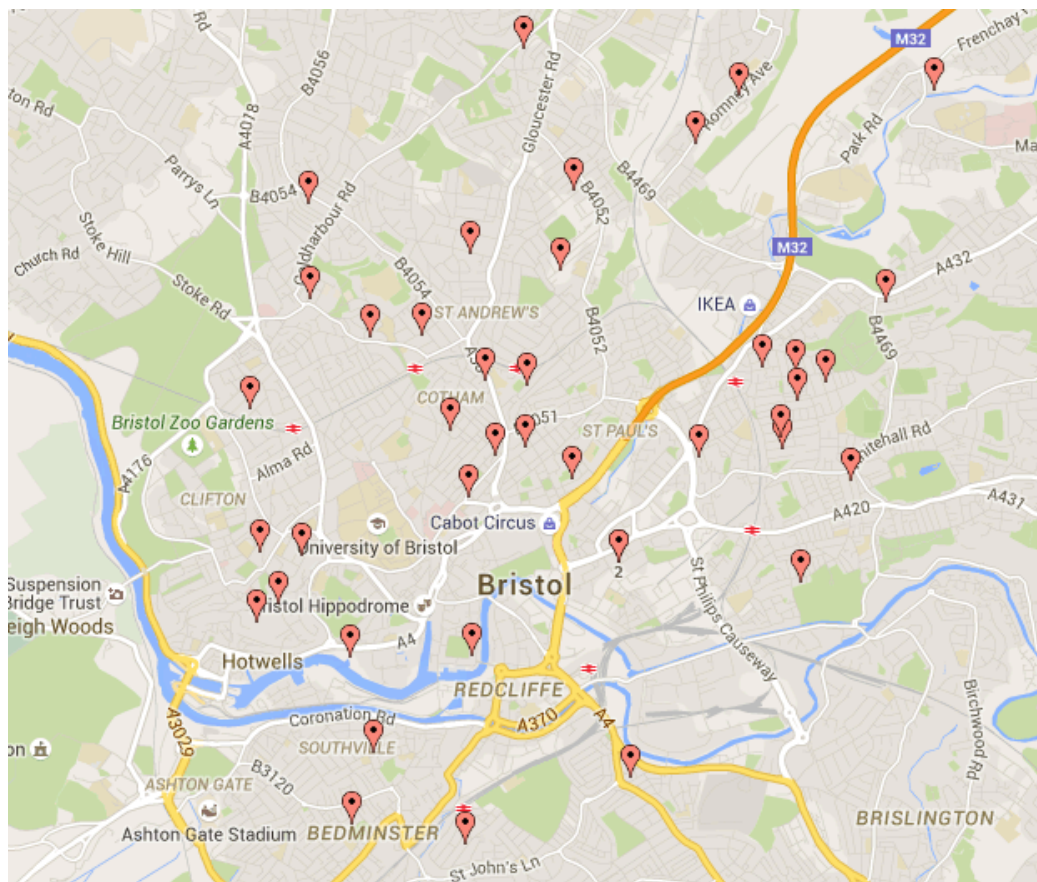 Rd
B4056
M32
Frenchay
ton Rd
A4018
Gloucester Rd
Romney Ave
Park Rd
Ma
Parrys Ln
B4054
B4052
B4469
Stoke Hill
Coldharbour Rd
Church Rd
M32
A432
B4054
Stoke Rd
IKEA
ST ANDREW'S
B4052
B4469
A38
COTHAM
Bristol Zoo Gardens
ST PAUL'S
Whitehall Rd
Alma Rd
A4176
CLIFTON
A431
A420
Cabot Circus
University of Bristol
2
Suspension
Bridge Trust
eigh Woods
Bristol
Bristol Hippodrome
St Philips Causeway
A4
Hotwells
REDCLIFFE
Birchwood Rd
Coronation Rd
A370
A4
A3029
SOUTHVILLE
on
B3120
ASHTON GATE
Ashton Gate Stadium
BEDMINSTER
BRISLINGTON
St John's Ln